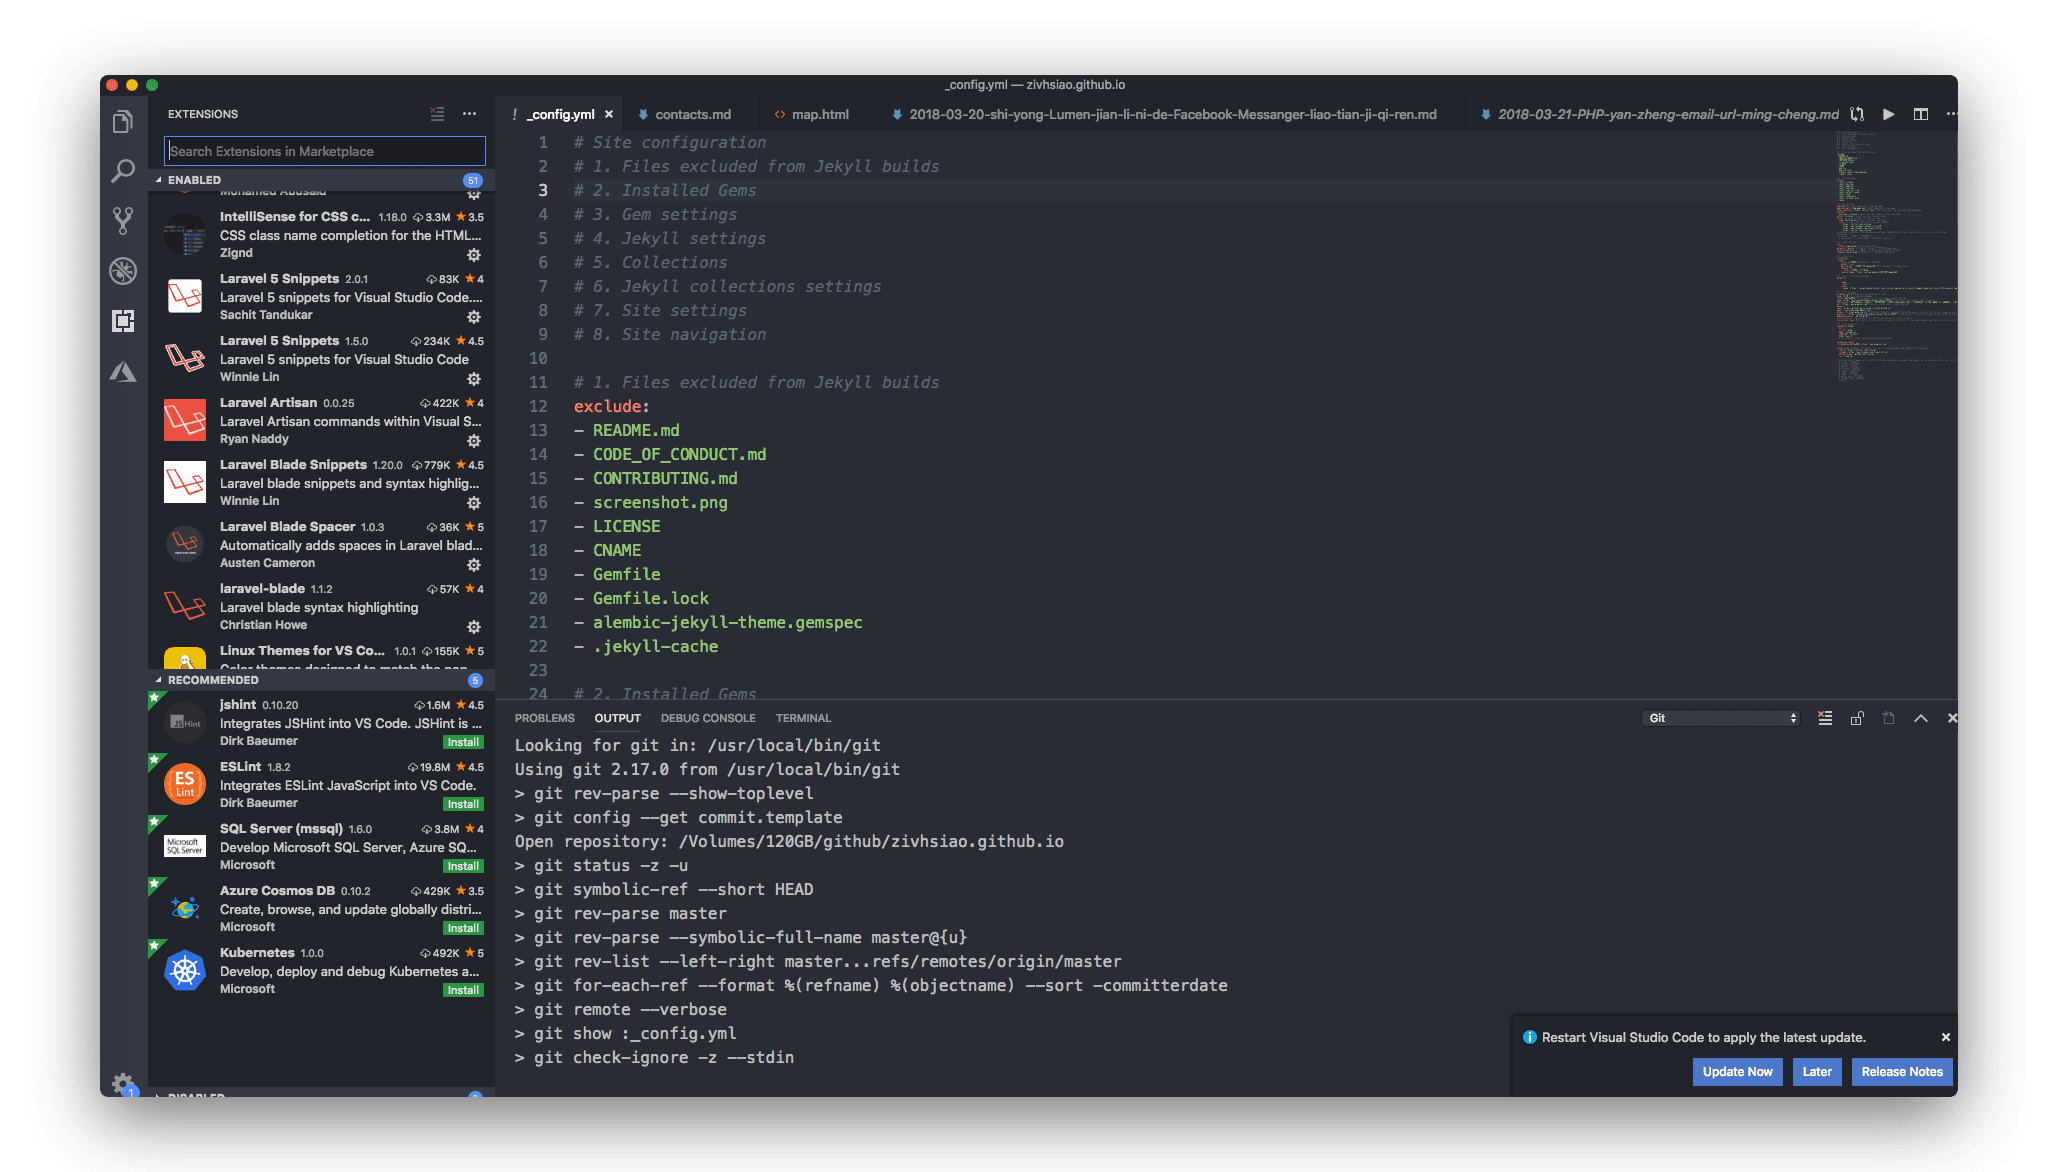 _config.yml — zivhsiao.github.io
EXTENSIONS
Search Extensions in Marketplace
ENABLED 51
Mohamed Abusaid
IntelliSense for CSS c... 1.18.0 3.3M 3.5
CSS class name completion for the HTML...
Zignd
Laravel 5 Snippets 2.0.1 83K 4
Laravel 5 snippets for Visual Studio Code....
Sachit Tandukar
Laravel 5 Snippets 1.5.0 234K 4.5
Laravel 5 snippets for Visual Studio Code
Winnie Lin
Laravel Artisan 0.0.25 422K 4
Laravel Artisan commands within Visual S...
Ryan Naddy
Laravel Blade Snippets 1.20.0 779K 4.5
Laravel blade snippets and syntax highlig...
Winnie Lin
Laravel Blade Spacer 1.0.3 36K 5
Automatically adds spaces in Laravel blad...
Austen Cameron
laravel-blade 1.1.2 57K 4
Laravel blade syntax highlighting
Christian Howe
Linux Themes for VS Co... 1.0.1 155K 5
Color themes designed to match the pop...
RECOMMENDED 5
JSHint
jshint 0.10.20 1.6M 4.5
Integrates JSHint into VS Code. JSHint is ...
Dirk Baeumer Install
ES Lint
ESLint 1.8.2 19.8M 4.5
Integrates ESLint JavaScript into VS Code.
Dirk Baeumer Install
Microsoft SQL Server
SQL Server (mssql) 1.6.0 3.8M 4
Develop Microsoft SQL Server, Azure SQ...
Microsoft Install
Azure Cosmos DB 0.10.2 429K 3.5
Create, browse, and update globally distri...
Microsoft Install
Kubernetes 1.0.0 492K 5
Develop, deploy and debug Kubernetes a...
Microsoft Install
DISABLED
1
! _config.yml × contacts.md <> map.html 2018-03-20-shi-yong-Lumen-jian-li-ni-de-Facebook-Messanger-liao-tian-ji-qi-ren.md 2018-03-21-PHP-yan-zheng-email-url-ming-cheng.md
1 # Site configuration
2 # 1. Files excluded from Jekyll builds
3 # 2. Installed Gems
4 # 3. Gem settings
5 # 4. Jekyll settings
6 # 5. Collections
7 # 6. Jekyll collections settings
8 # 7. Site settings
9 # 8. Site navigation
10
11 # 1. Files excluded from Jekyll builds
12 exclude:
13 - README.md
14 - CODE_OF_CONDUCT.md
15 - CONTRIBUTING.md
16 - screenshot.png
17 - LICENSE
18 - CNAME
19 - Gemfile
20 - Gemfile.lock
21 - alembic-jekyll-theme.gemspec
22 - .jekyll-cache
23
24 # 2. Installed Gems
PROBLEMS OUTPUT DEBUG CONSOLE TERMINAL Git
Looking for git in: /usr/local/bin/git
Using git 2.17.0 from /usr/local/bin/git
> git rev-parse --show-toplevel
> git config --get commit.template
Open repository: /Volumes/120GB/github/zivhsiao.github.io
> git status -z -u
> git symbolic-ref --short HEAD
> git rev-parse master
> git rev-parse --symbolic-full-name master@{u}
> git rev-list --left-right master...refs/remotes/origin/master
> git for-each-ref --format %(refname) %(objectname) --sort -committerdate
> git remote --verbose
> git show :_config.yml
> git check-ignore -z --stdin
Restart Visual Studio Code to apply the latest update.
Update Now Later Release Notes